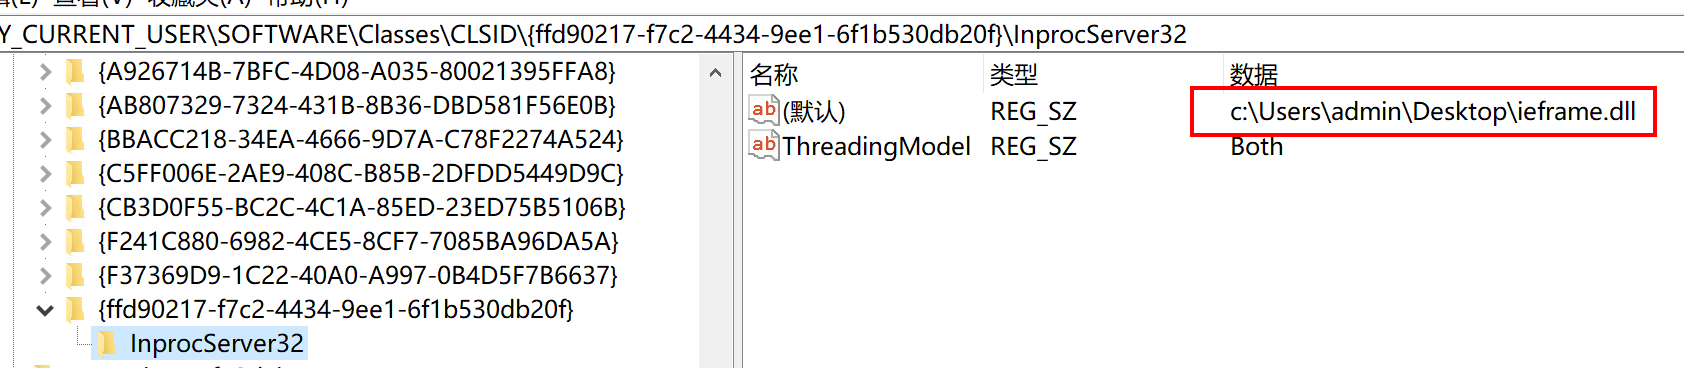 Y_CURRENT_USER\SOFTWARE\Classes\CLSID\{ffd90217-f7c2-4434-9ee1-6f1b530db20f}\InprocServer32
{A926714B-7BFC-4D08-A035-80021395FFA8}
{AB807329-7324-431B-8B36-DBD581F56E0B}
{BBACC218-34EA-4666-9D7A-C78F2274A524}
{C5FF006E-2AE9-408C-B85B-2DFDD5449D9C}
{CB3D0F55-BC2C-4C1A-85ED-23ED75B5106B}
{F241C880-6982-4CE5-8CF7-7085BA96DA5A}
{F37369D9-1C22-40A0-A997-0B4D5F7B6637}
{ffd90217-f7c2-4434-9ee1-6f1b530db20f}
InprocServer32
名称 类型 数据
ab (默认) REG_SZ c:\Users\admin\Desktop\ieframe.dll
ab ThreadingModel REG_SZ Both